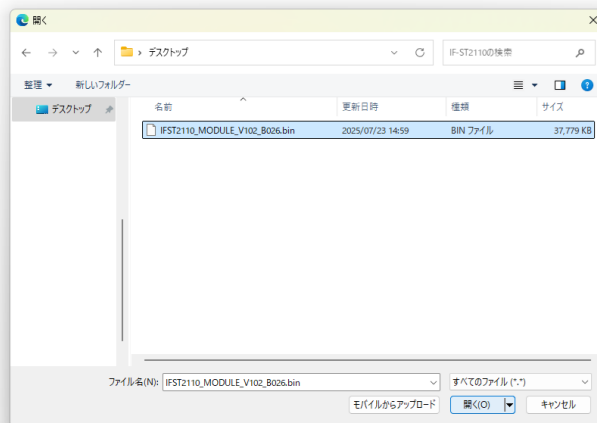 開く
デスクトップ
IF-ST2110の検索
整理 新しいフォルダー
デスクトップ
名前 更新日時 種類 サイズ
IFST2110_MODULE_V102_B026.bin 2025/07/23 14:59 BIN ファイル 37,779 KB
ファイル名(N): IFST2110_MODULE_V102_B026.bin すべてのファイル (*.*)
モバイルからアップロード 開く(O) キャンセル